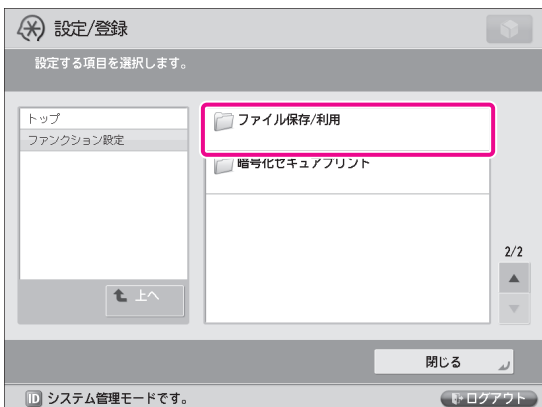 設定/登録
設定する項目を選択します。
トップ
ファンクション設定
ファイル保存/利用
暗号化セキュアプリント
2/2
上へ
閉じる
ID システム管理モードです。
ログアウト